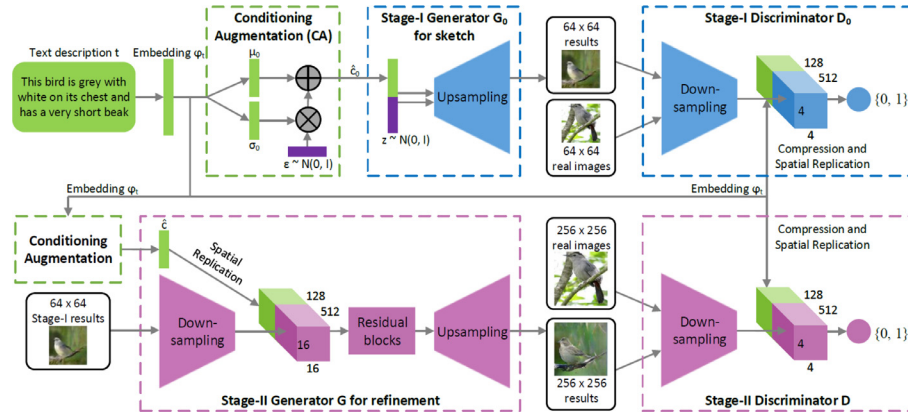 Conditioning
Augmentation (CA)
Stage-I Generator G₀
for sketch
64 x 64
results
Stage-I Discriminator D₀
Text description t
Embedding φₜ
This bird is grey with
white on its chest and
has a very short beak
μ₀
σ₀
ε ~ N(0, I)
ĉ₀
z ~ N(0, I)
Upsampling
64 x 64
real images
Down-
sampling
128
512
4
4
{0, 1}
Compression and
Spatial Replication
Embedding φₜ
Embedding φₜ
Conditioning
Augmentation
ĉ
Spatial
Replication
64 x 64
Stage-I results
Down-
sampling
128
512
16
16
Residual
blocks
Upsampling
256 x 256
real images
256 x 256
results
Compression and
Spatial Replication
Down-
sampling
128
512
4
4
{0, 1}
Stage-II Generator G for refinement
Stage-II Discriminator D